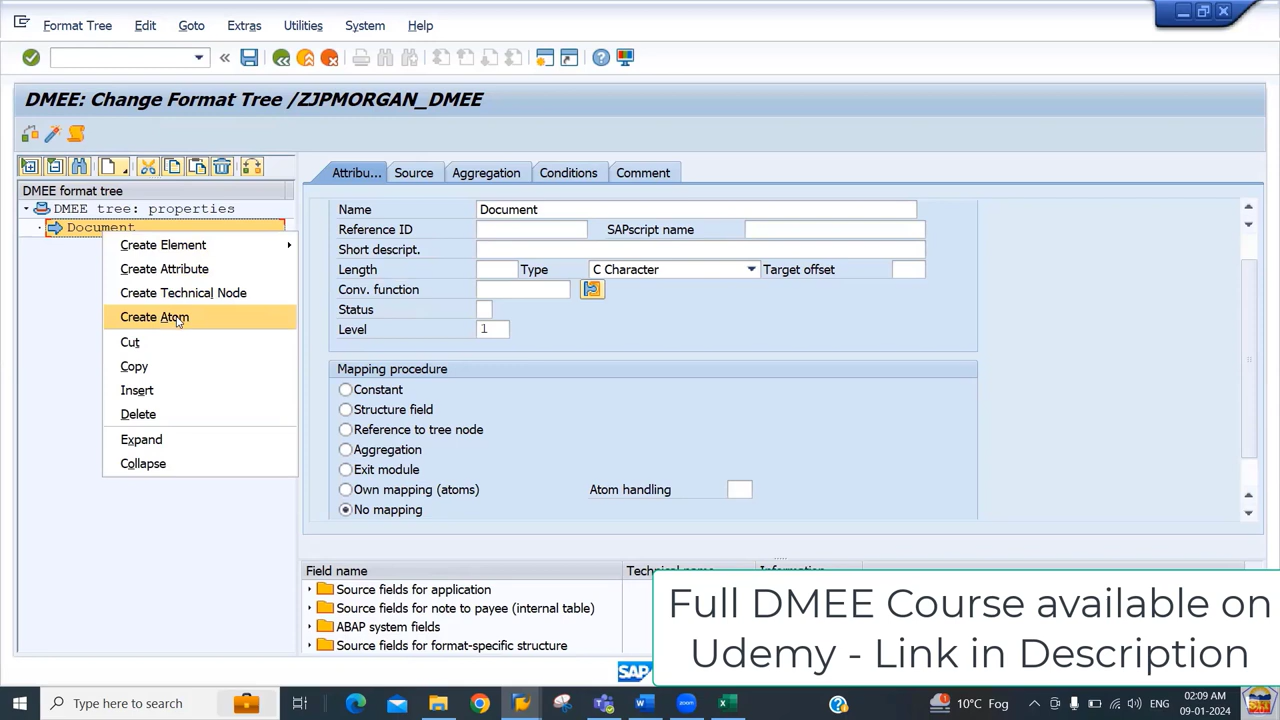 Format Tree Edit Goto Extras Utilities System Help
DMEE: Change Format Tree /ZJPMORGAN_DMEE
DMEE format tree
DMEE tree: properties
Document
Create Element
Create Attribute
Create Technical Node
Create Atom
Cut
Copy
Insert
Delete
Expand
Collapse
Attribu... Source Aggregation Conditions Comment
Name Document
Reference ID SAPscript name
Short descript.
Length Type C Character Target offset
Conv. function
Status
Level 1
Mapping procedure
Constant
Structure field
Reference to tree node
Aggregation
Exit module
Own mapping (atoms) Atom handling
No mapping
Field name
Source fields for application
Source fields for note to payee (internal table)
ABAP system fields
Source fields for format-specific structure
Full DMEE Course available on
Udemy - Link in Description
SAP
Type here to search
10°C Fog
ENG
02:09 AM
09-01-2024